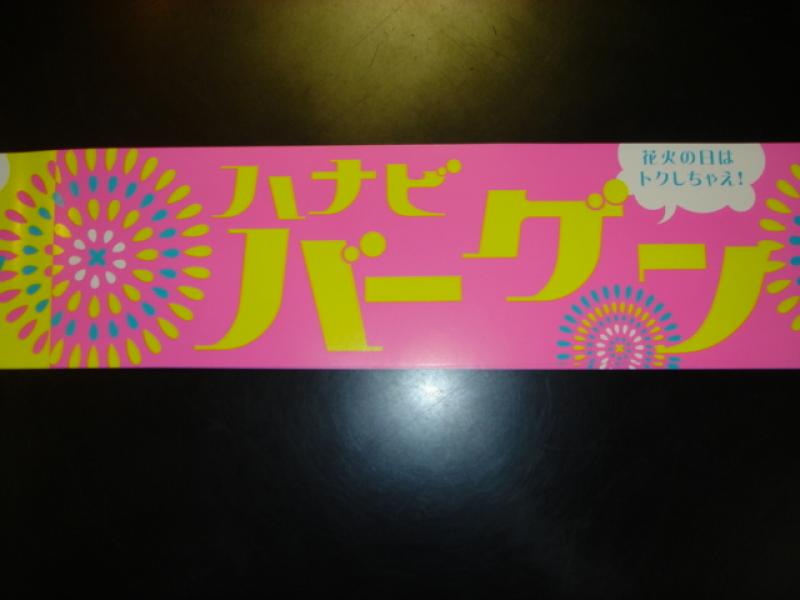 ハナビ
バーゲン
花火の日は
トクしちゃえ!